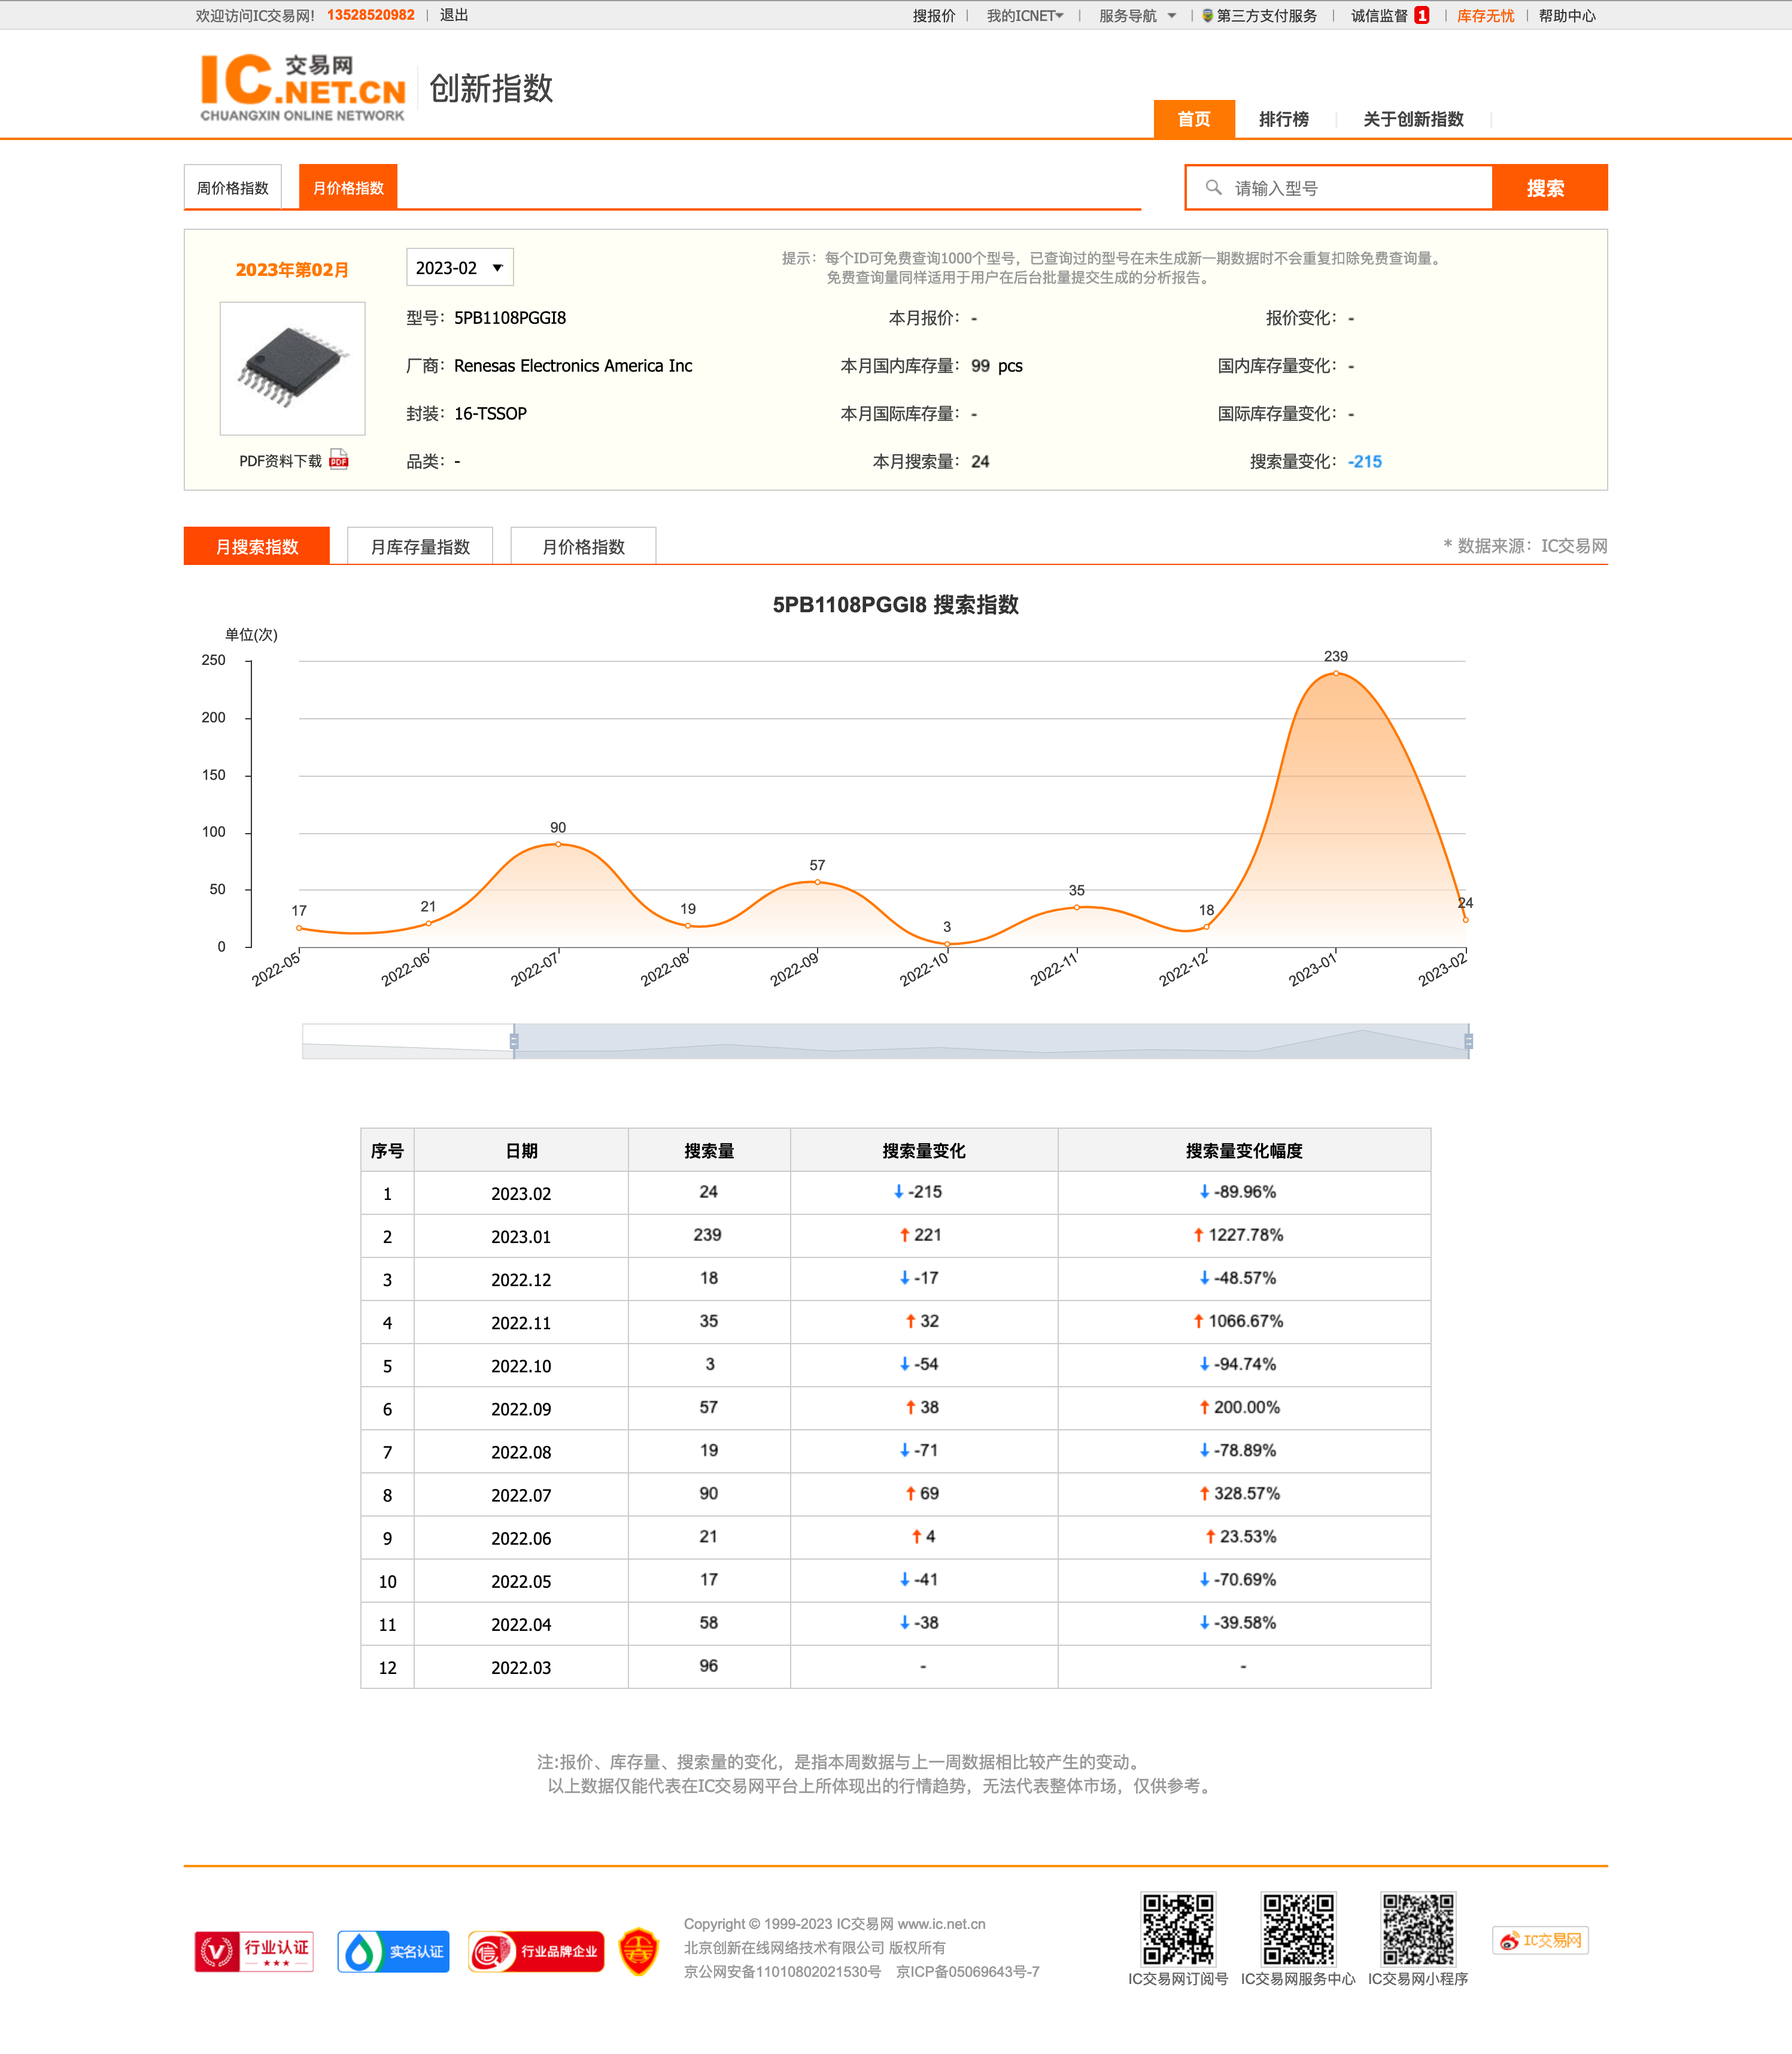 欢迎访问IC交易网! 13528520982 | 退出
搜报价 | 我的ICNET | 服务导航 | 第三方支付服务 | 诚信监督 1 | 库存无忧 | 帮助中心
IC交易网
.NET.CN
CHUANGXIN ONLINE NETWORK
创新指数
首页 排行榜 关于创新指数
周价格指数 月价格指数
请输入型号 搜索
2023年第02月
2023-02
提示：每个ID可免费查询1000个型号，已查询过的型号在未生成新一期数据时不会重复扣除免费查询量。
免费查询量同样适用于用户在后台批量提交生成的分析报告。
型号：5PB1108PGGI8 本月报价：- 报价变化：-
厂商：Renesas Electronics America Inc 本月国内库存量：99 pcs 国内库存量变化：-
封装：16-TSSOP 本月国际库存量：- 国际库存量变化：-
PDF资料下载 PDF
品类：- 本月搜索量：24 搜索量变化：-215
月搜索指数 月库存量指数 月价格指数
* 数据来源：IC交易网
5PB1108PGGI8 搜索指数
单位(次)
250
200
150
100
50
0
17
21
90
19
57
3
35
18
239
24
2022-05
2022-06
2022-07
2022-08
2022-09
2022-10
2022-11
2022-12
2023-01
2023-02
序号 日期 搜索量 搜索量变化 搜索量变化幅度
1 2023.02 24 ↓-215 ↓-89.96%
2 2023.01 239 ↑221 ↑1227.78%
3 2022.12 18 ↓-17 ↓-48.57%
4 2022.11 35 ↑32 ↑1066.67%
5 2022.10 3 ↓-54 ↓-94.74%
6 2022.09 57 ↑38 ↑200.00%
7 2022.08 19 ↓-71 ↓-78.89%
8 2022.07 90 ↑69 ↑328.57%
9 2022.06 21 ↑4 ↑23.53%
10 2022.05 17 ↓-41 ↓-70.69%
11 2022.04 58 ↓-38 ↓-39.58%
12 2022.03 96 - -
注:报价、库存量、搜索量的变化，是指本周数据与上一周数据相比较产生的变动。
以上数据仅能代表在IC交易网平台上所体现出的行情趋势，无法代表整体市场，仅供参考。
行业认证
实名认证
信 行业品牌企业
Copyright © 1999-2023 IC交易网 www.ic.net.cn
北京创新在线网络技术有限公司 版权所有
京公网安备11010802021530号 京ICP备05069643号-7
IC交易网订阅号
IC交易网服务中心
IC交易网小程序
IC交易网